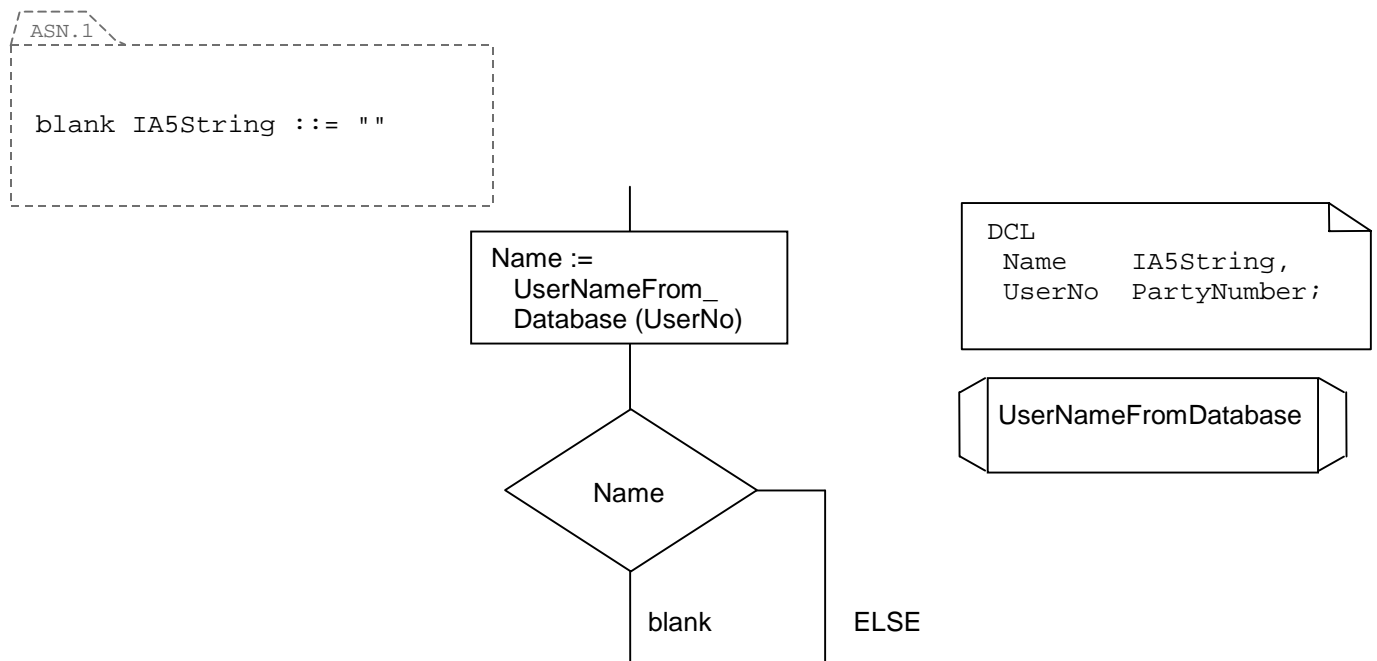 ASN.1
blank IA5String ::= ""
Name :=
UserNameFrom_
Database (UserNo)
DCL
Name IA5String,
UserNo PartyNumber;
UserNameFromDatabase
Name
blank
ELSE